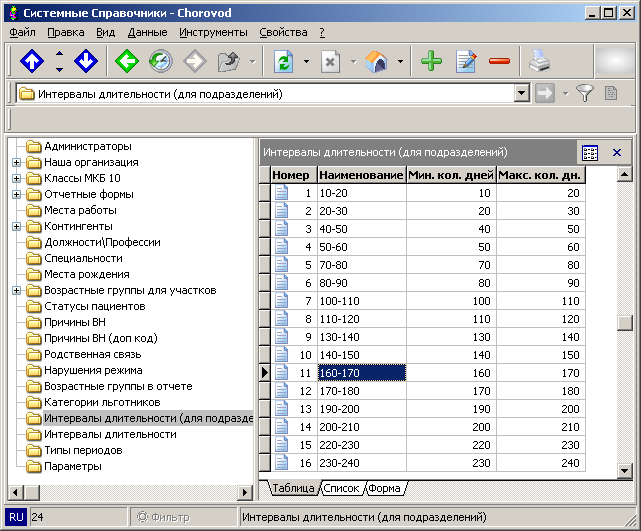 Системные Справочники - Chorovod
Файл Правка Вид Данные Инструменты Свойства ?
Интервалы длительности (для подразделений)
Администраторы
Наша организация
Классы МКБ 10
Отчетные формы
Места работы
Контингенты
Должности\Профессии
Специальности
Места рождения
Возрастные группы для участков
Статусы пациентов
Причины ВН
Причины ВН (доп код)
Родственная связь
Нарушения режима
Возрастные группы в отчете
Категории льготников
Интервалы длительности (для подразде
Интервалы длительности
Типы периодов
Параметры
Интервалы длительности (для подразделений)
Номер Наименование Мин. кол. дней Макс. кол. дн.
1 10-20 10 20
2 20-30 20 30
3 40-50 40 50
4 50-60 50 60
5 70-80 70 80
6 80-90 80 90
7 100-110 100 110
8 110-120 110 120
9 130-140 130 140
10 140-150 140 150
11 160-170 160 170
12 170-180 170 180
13 190-200 190 200
14 200-210 200 210
15 220-230 220 230
16 230-240 230 240
Таблица Список Форма
RU 24 Фильтр Интервалы длительности (для подразделений)